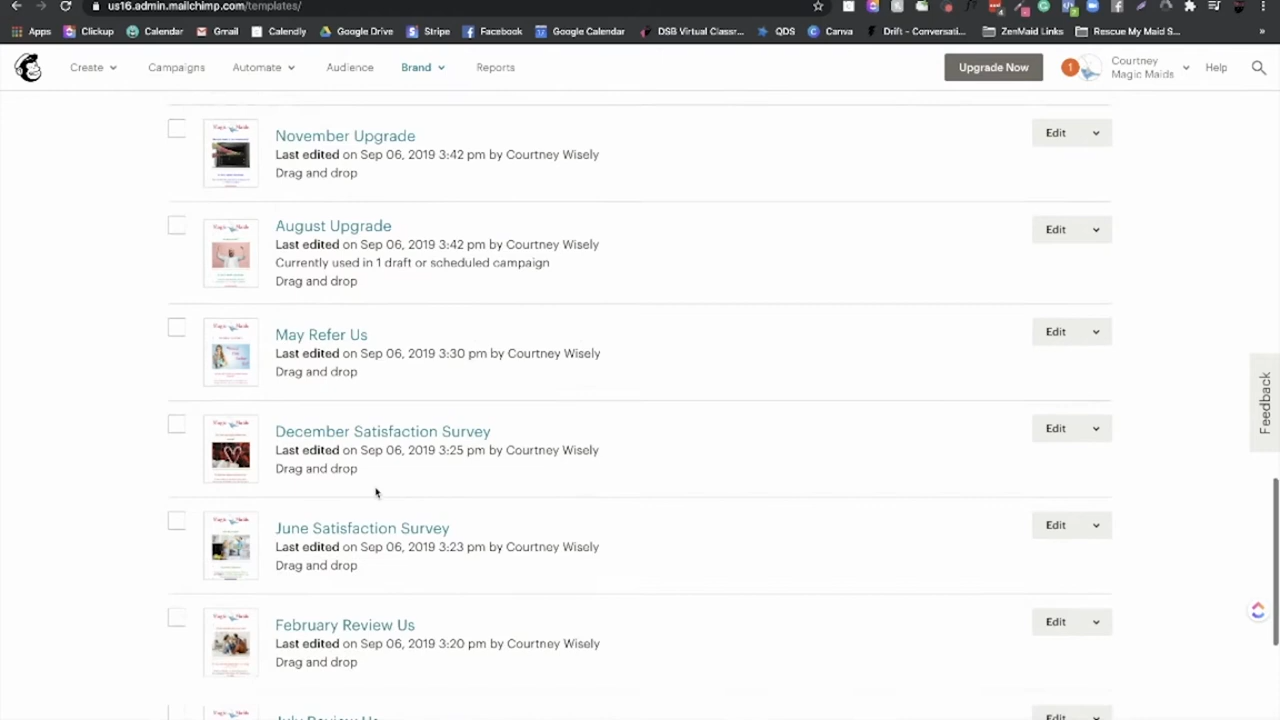 us16.admin.mailchimp.com/templates/
Apps Clickup Calendar Gmail Calendly Google Drive Stripe Facebook Google Calendar DSB Virtual Classr... QDS Canva Drift - Conversati... ZenMaid Links Rescue My Maid S... »
Create Campaigns Automate Audience Brand Reports Upgrade Now 1 Courtney Help
Magic Maids
November Upgrade Edit
Last edited on Sep 06, 2019 3:42 pm by Courtney Wisely
Drag and drop
August Upgrade Edit
Last edited on Sep 06, 2019 3:42 pm by Courtney Wisely
Currently used in 1 draft or scheduled campaign
Drag and drop
May Refer Us Edit
Last edited on Sep 06, 2019 3:30 pm by Courtney Wisely
Drag and drop
Feedback
December Satisfaction Survey Edit
Last edited on Sep 06, 2019 3:25 pm by Courtney Wisely
Drag and drop
June Satisfaction Survey Edit
Last edited on Sep 06, 2019 3:23 pm by Courtney Wisely
Drag and drop
February Review Us Edit
Last edited on Sep 06, 2019 3:20 pm by Courtney Wisely
Drag and drop
July Review Us Edit